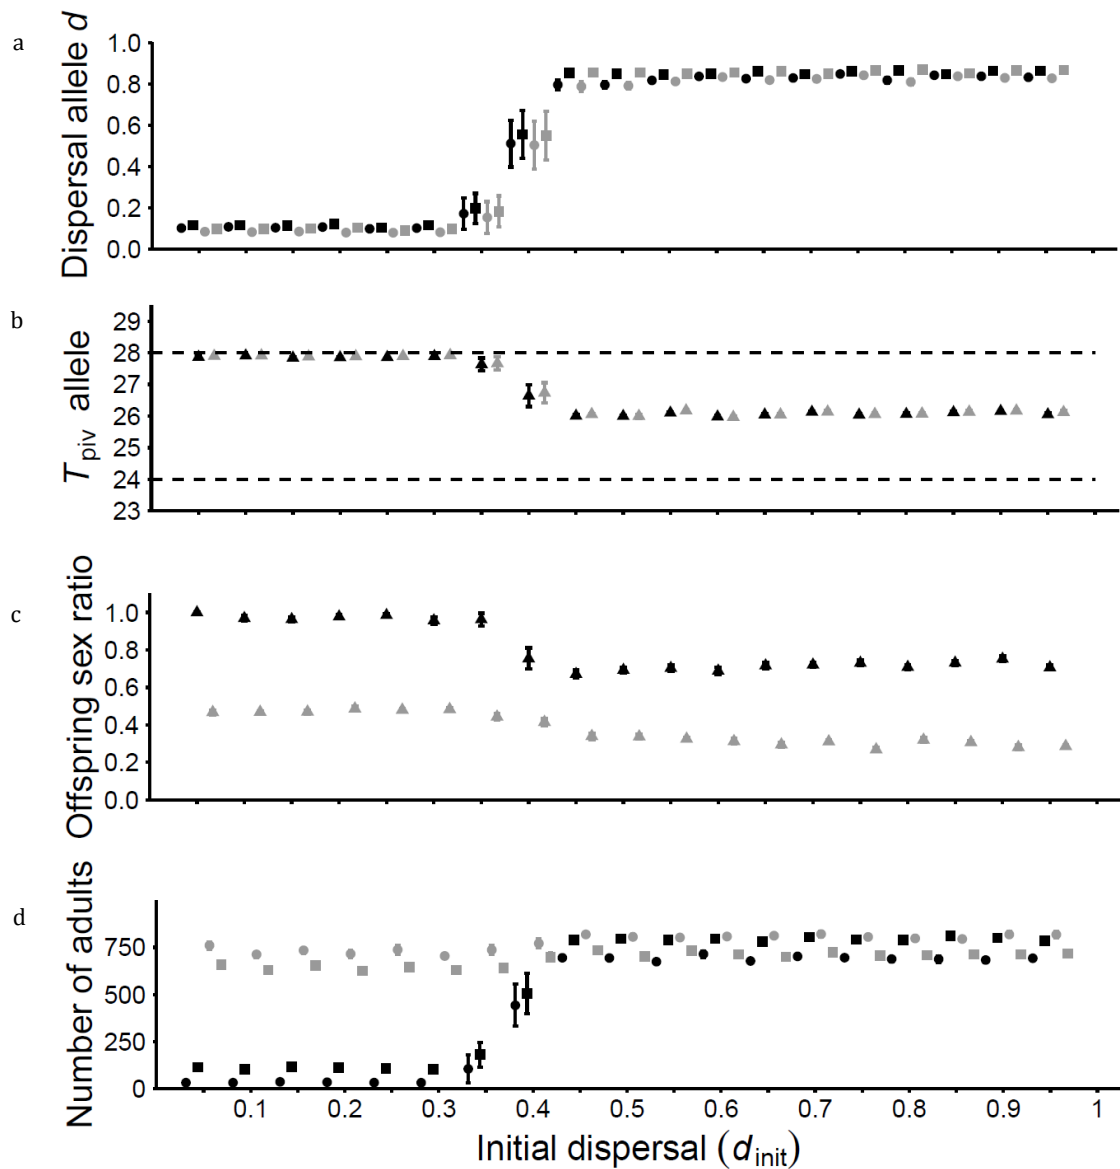 a
Dispersal allele d
1.0
0.8
0.6
0.4
0.2
0.0
b
T_piv allele
29
28
27
26
25
24
23
c
Offspring sex ratio
1.0
0.8
0.6
0.4
0.2
0.0
d
Number of adults
750
500
250
0
0.1 0.2 0.3 0.4 0.5 0.6 0.7 0.8 0.9 1
Initial dispersal (d_init)